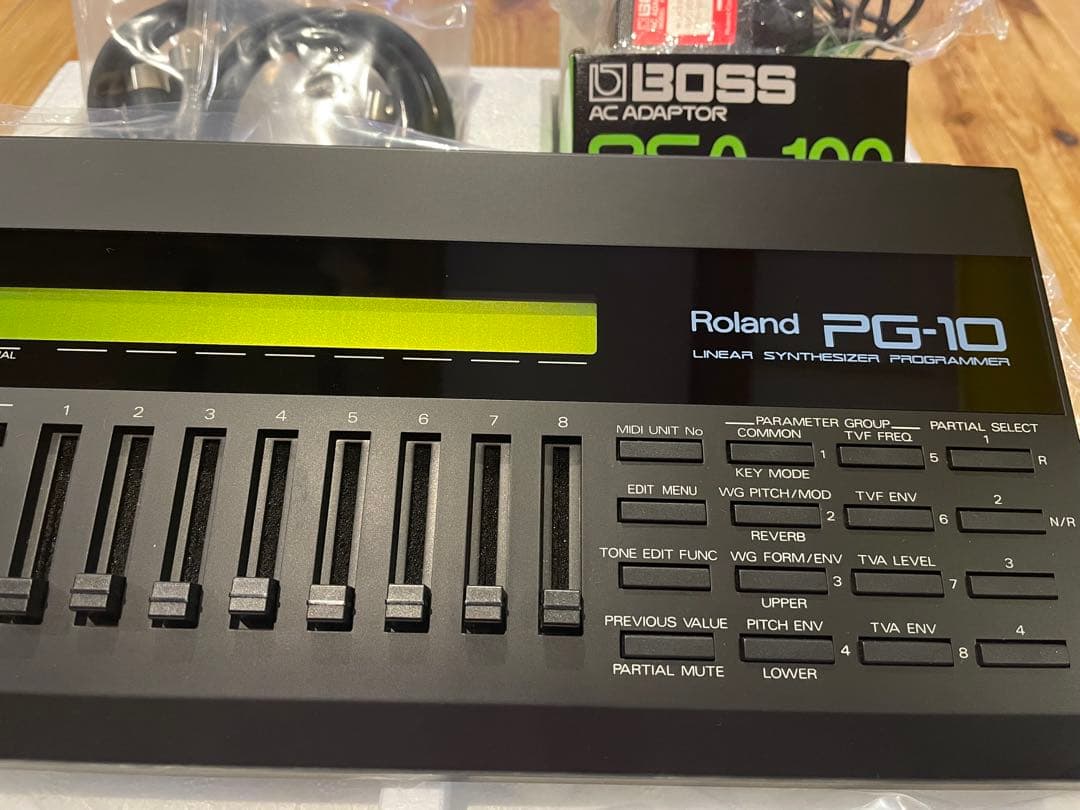 BOSS
AC ADAPTOR
Roland PG-10
LINEAR SYNTHESIZER PROGRAMMER
1 2 3 4 5 6 7 8
MIDI UNIT No
PARAMETER GROUP
PARTIAL SELECT
COMMON
1
TVF FREQ
5
1
R
KEY MODE
EDIT MENU
WG PITCH/MOD
2
TVF ENV
6
2
N/R
REVERB
TONE EDIT FUNC
WG FORM/ENV
3
TVA LEVEL
7
3
UPPER
PREVIOUS VALUE
PITCH ENV
4
TVA ENV
8
4
PARTIAL MUTE
LOWER